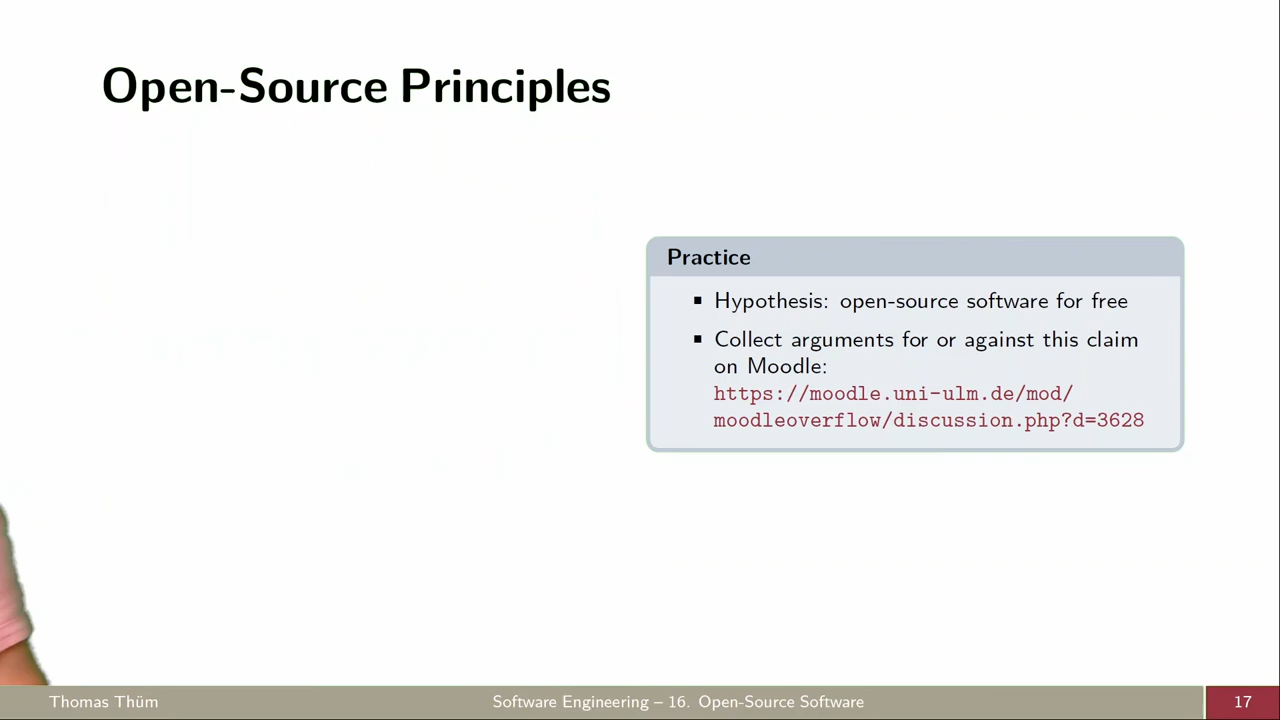 Open-Source Principles
Practice
▪ Hypothesis: open-source software for free
▪ Collect arguments for or against this claim
on Moodle:
https://moodle.uni-ulm.de/mod/
moodleoverflow/discussion.php?d=3628
Thomas Thüm
Software Engineering – 16. Open-Source Software
17